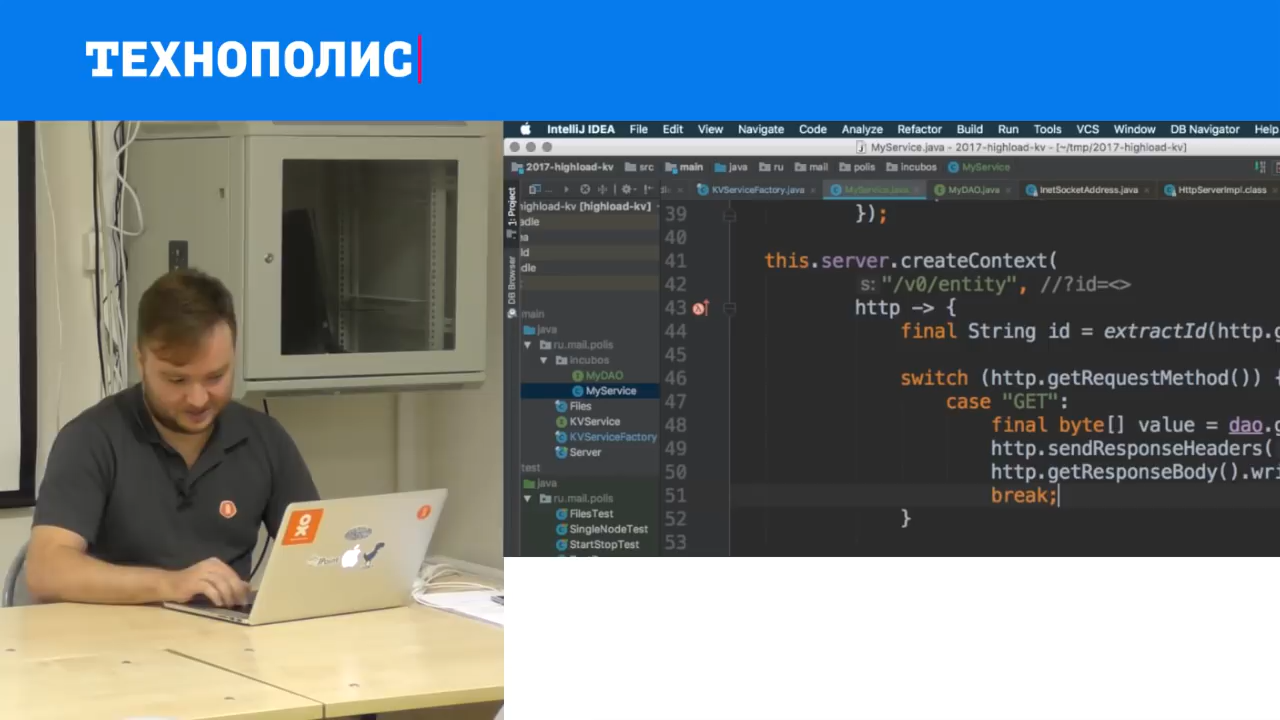 ТЕХНОПОЛИС
IntelliJ IDEA File Edit View Navigate Code Analyze Refactor Build Run Tools VCS Window DB Navigator Help
MyService.java - 2017-highload-kv - [~/tmp/2017-highload-kv]
2017-highload-kv src main java ru mail polis incubos MyService
KVServiceFactory.java MyService.java MyDAO.java InetSocketAddress.java HttpServerImpl.class
1: Project
DB Browser
highload-kv [highload-kv]
main
java
ru.mail.polis
incubos
MyDAO
MyService
Files
KVService
KVServiceFactory
Server
test
java
ru.mail.polis
FilesTest
SingleNodeTest
StartStopTest
39 });
40
41 this.server.createContext(
42 s: "/v0/entity", //?id=<>
43 http -> {
44 final String id = extractId(http.g
45
46 switch (http.getRequestMethod()) {
47 case "GET":
48 final byte[] value = dao.g
49 http.sendResponseHeaders(
50 http.getResponseBody().wri
51 break;
52 }
53